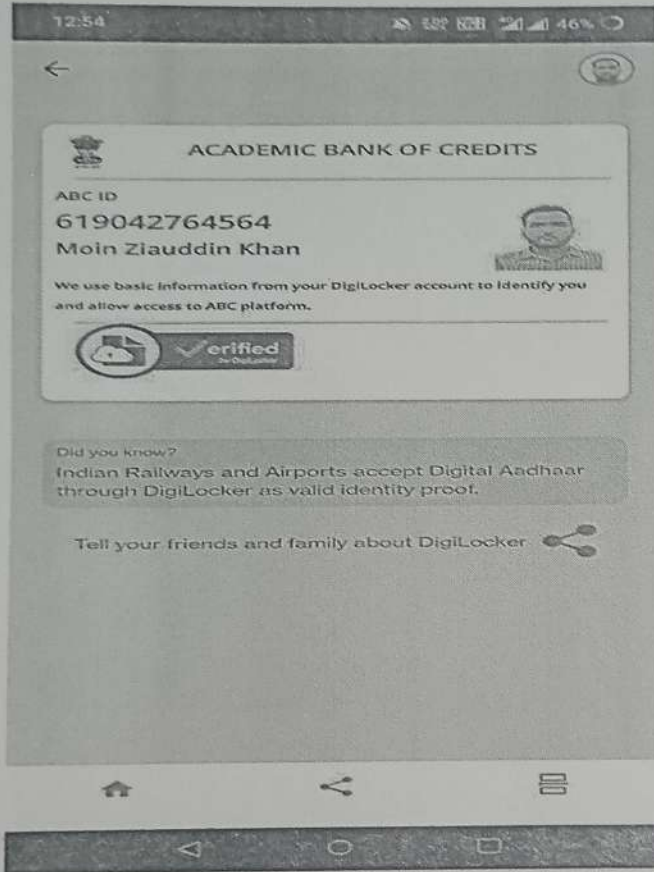 12:54
46%
ACADEMIC BANK OF CREDITS
ABC ID
619042764564
Moin Ziauddin Khan
We use basic information from your DigiLocker account to identify you
and allow access to ABC platform.
Verified
by DigiLocker
Did you know?
Indian Railways and Airports accept Digital Aadhaar
through DigiLocker as valid identity proof.
Tell your friends and family about DigiLocker